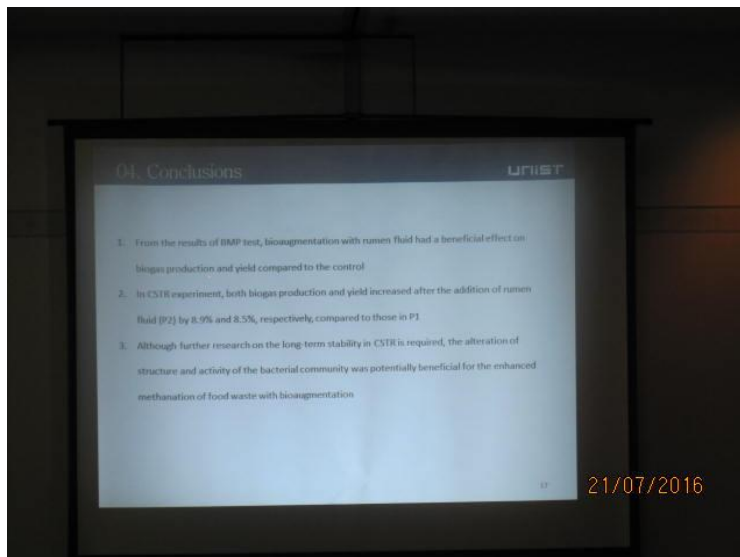 04. Conclusions
UNIST
1. From the results of BMP test, bioaugmentation with rumen fluid had a beneficial effect on
biogas production and yield compared to the control
2. In CSTR experiment, both biogas production and yield increased after the addition of rumen
fluid (P2) by 8.9% and 8.5%, respectively, compared to those in P1
3. Although further research on the long-term stability in CSTR is required, the alteration of
structure and activity of the bacterial community was potentially beneficial for the enhanced
methanation of food waste with bioaugmentation
17
21/07/2016